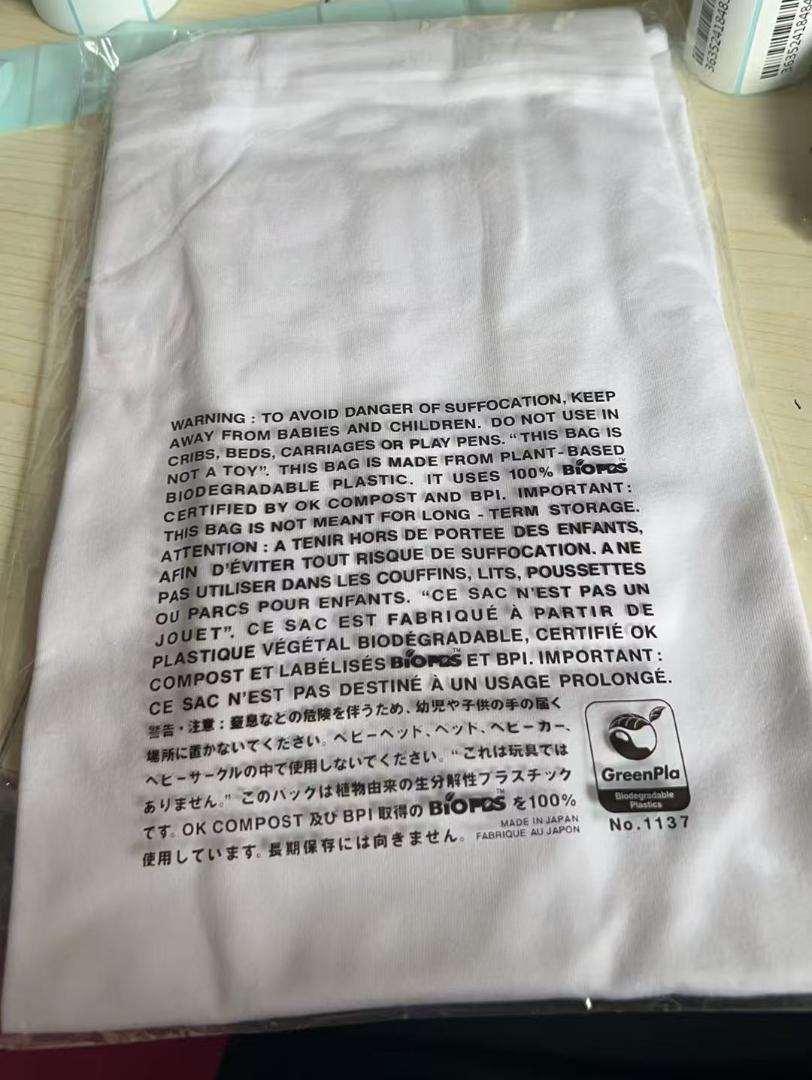 3635241848
3635241848
WARNING : TO AVOID DANGER OF SUFFOCATION, KEEP
AWAY FROM BABIES AND CHILDREN. DO NOT USE IN
CRIBS, BEDS, CARRIAGES OR PLAY PENS. “THIS BAG IS
NOT A TOY”. THIS BAG IS MADE FROM PLANT-BASED
BIODEGRADABLE PLASTIC. IT USES 100% BIOPBS™
CERTIFIED BY OK COMPOST AND BPI. IMPORTANT :
THIS BAG IS NOT MEANT FOR LONG - TERM STORAGE.
ATTENTION : A TENIR HORS DE PORTEE DES ENFANTS,
AFIN D'ÉVITER TOUT RISQUE DE SUFFOCATION. A NE
PAS UTILISER DANS LES COUFFINS, LITS, POUSSETTES
OU PARCS POUR ENFANTS. “CE SAC N'EST PAS UN
JOUET”. CE SAC EST FABRIQUÉ À PARTIR DE
PLASTIQUE VÉGÉTAL BIODÉGRADABLE, CERTIFIÉ OK
COMPOST ET LABÉLISÉS BIOPBS™ ET BPI. IMPORTANT :
CE SAC N'EST PAS DESTINÉ À UN USAGE PROLONGÉ.
警告・注意：窒息などの危険を伴うため、幼児や子供の手の届く
場所に置かないでください。ベビーベッド、ベッド、ベビーカー、
ベビーサークルの中で使用しないでください。“これは玩具では
ありません。”このバックは植物由来の生分解性プラスチック
です。OK COMPOST 及び BPI 取得の BIOPBS™ を100%
使用しています。長期保存には向きません。
MADE IN JAPAN
FABRIQUE AU JAPON
GreenPla
Biodegradable
Plastics
No.1137